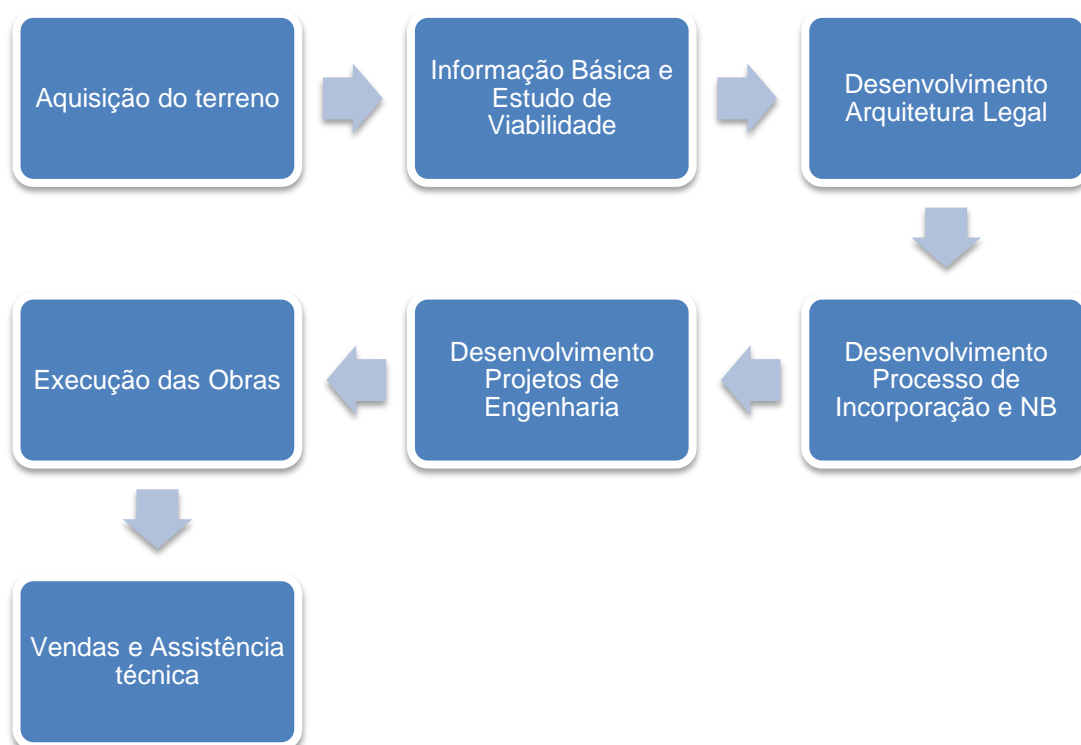 Aquisição do terreno
Informação Básica e
Estudo de
Viabilidade
Desenvolvimento
Arquitetura Legal
Desenvolvimento
Processo de
Incorporação e NB
Desenvolvimento
Projetos de
Engenharia
Execução das Obras
Vendas e Assistência
técnica